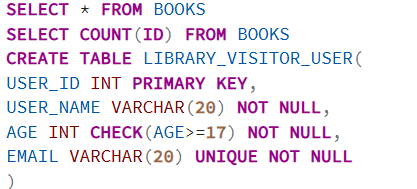 SELECT * FROM BOOKS
SELECT COUNT(ID) FROM BOOKS
CREATE TABLE LIBRARY_VISITOR_USER(
USER_ID INT PRIMARY KEY,
USER_NAME VARCHAR(20) NOT NULL,
AGE INT CHECK(AGE>=17) NOT NULL,
EMAIL VARCHAR(20) UNIQUE NOT NULL
)